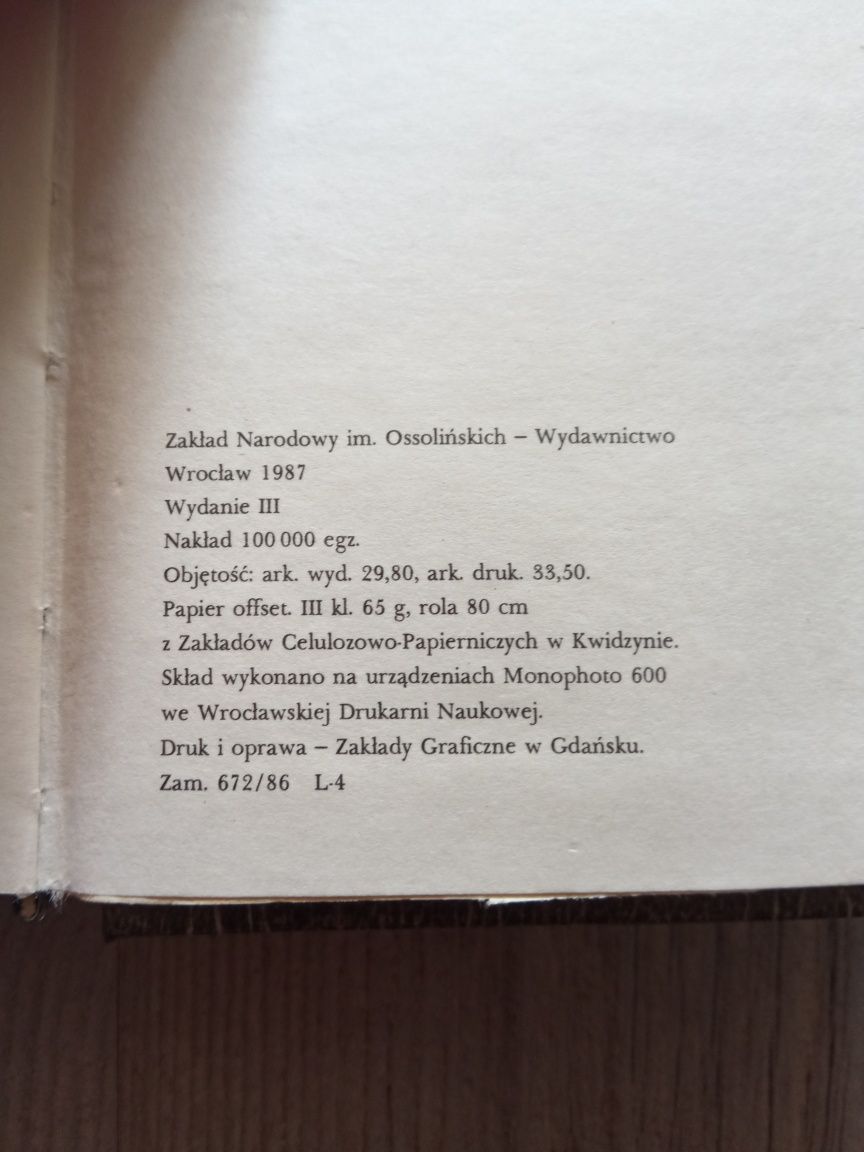 Zakład Narodowy im. Ossolińskich – Wydawnictwo
Wrocław 1987
Wydanie III
Nakład 100 000 egz.
Objętość: ark. wyd. 29,80, ark. druk. 33,50.
Papier offset. III kl. 65 g, rola 80 cm
z Zakładów Celulozowo-Papierniczych w Kwidzynie.
Skład wykonano na urządzeniach Monophoto 600
we Wrocławskiej Drukarni Naukowej.
Druk i oprawa – Zakłady Graficzne w Gdańsku.
Zam. 672/86 L-4